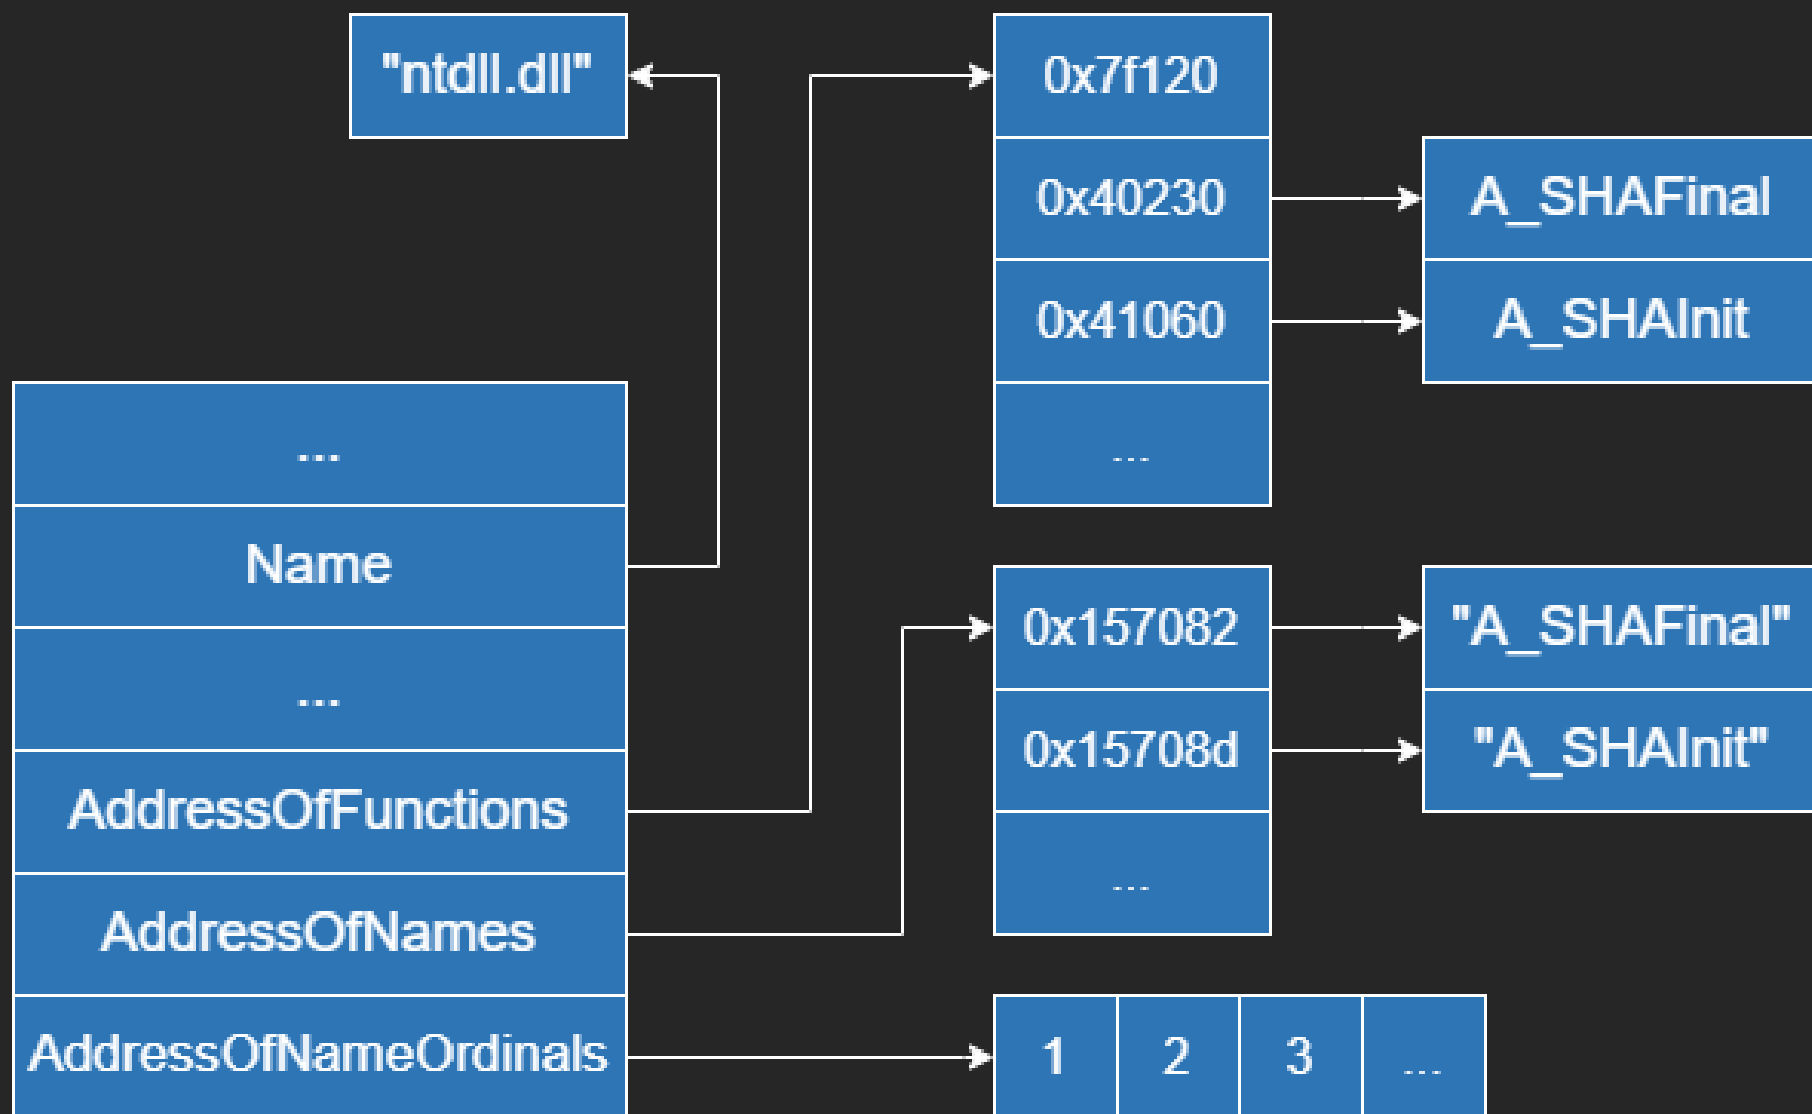 "ntdll.dll"
0x7f120
0x40230
A_SHAFinal
0x41060
A_SHAInit
...
...
Name
0x157082
"A_SHAFinal"
...
0x15708d
"A_SHAInit"
AddressOfFunctions
...
AddressOfNames
AddressOfNameOrdinals
1 2 3 ...